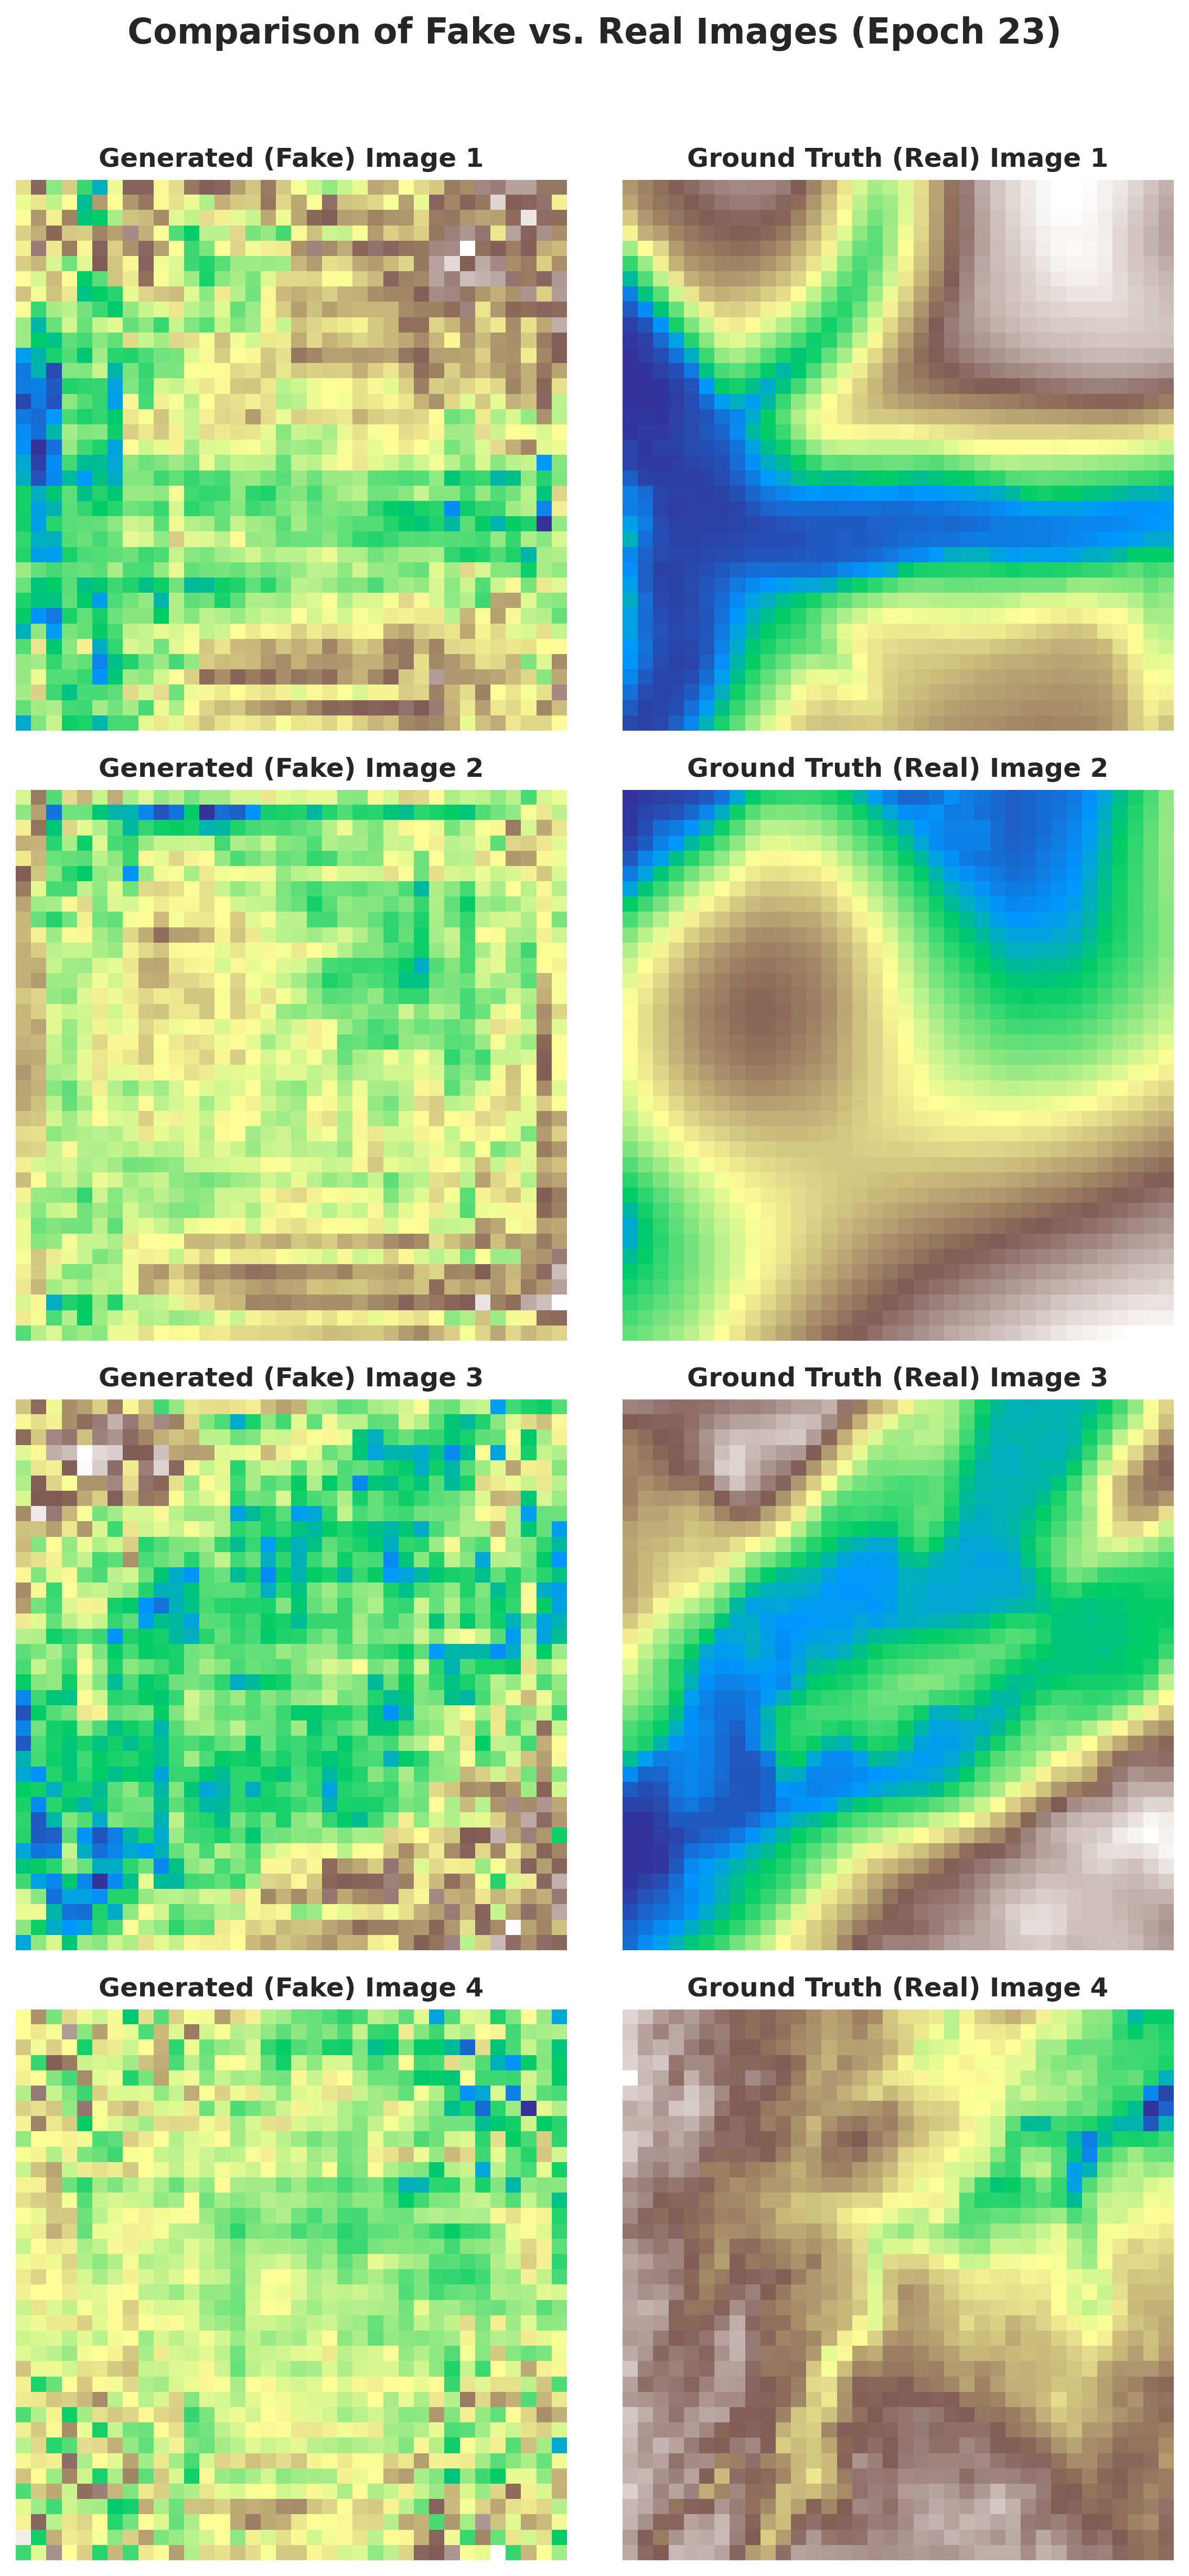 Comparison of Fake vs. Real Images (Epoch 23)
Generated (Fake) Image 1
Ground Truth (Real) Image 1
Generated (Fake) Image 2
Ground Truth (Real) Image 2
Generated (Fake) Image 3
Ground Truth (Real) Image 3
Generated (Fake) Image 4
Ground Truth (Real) Image 4